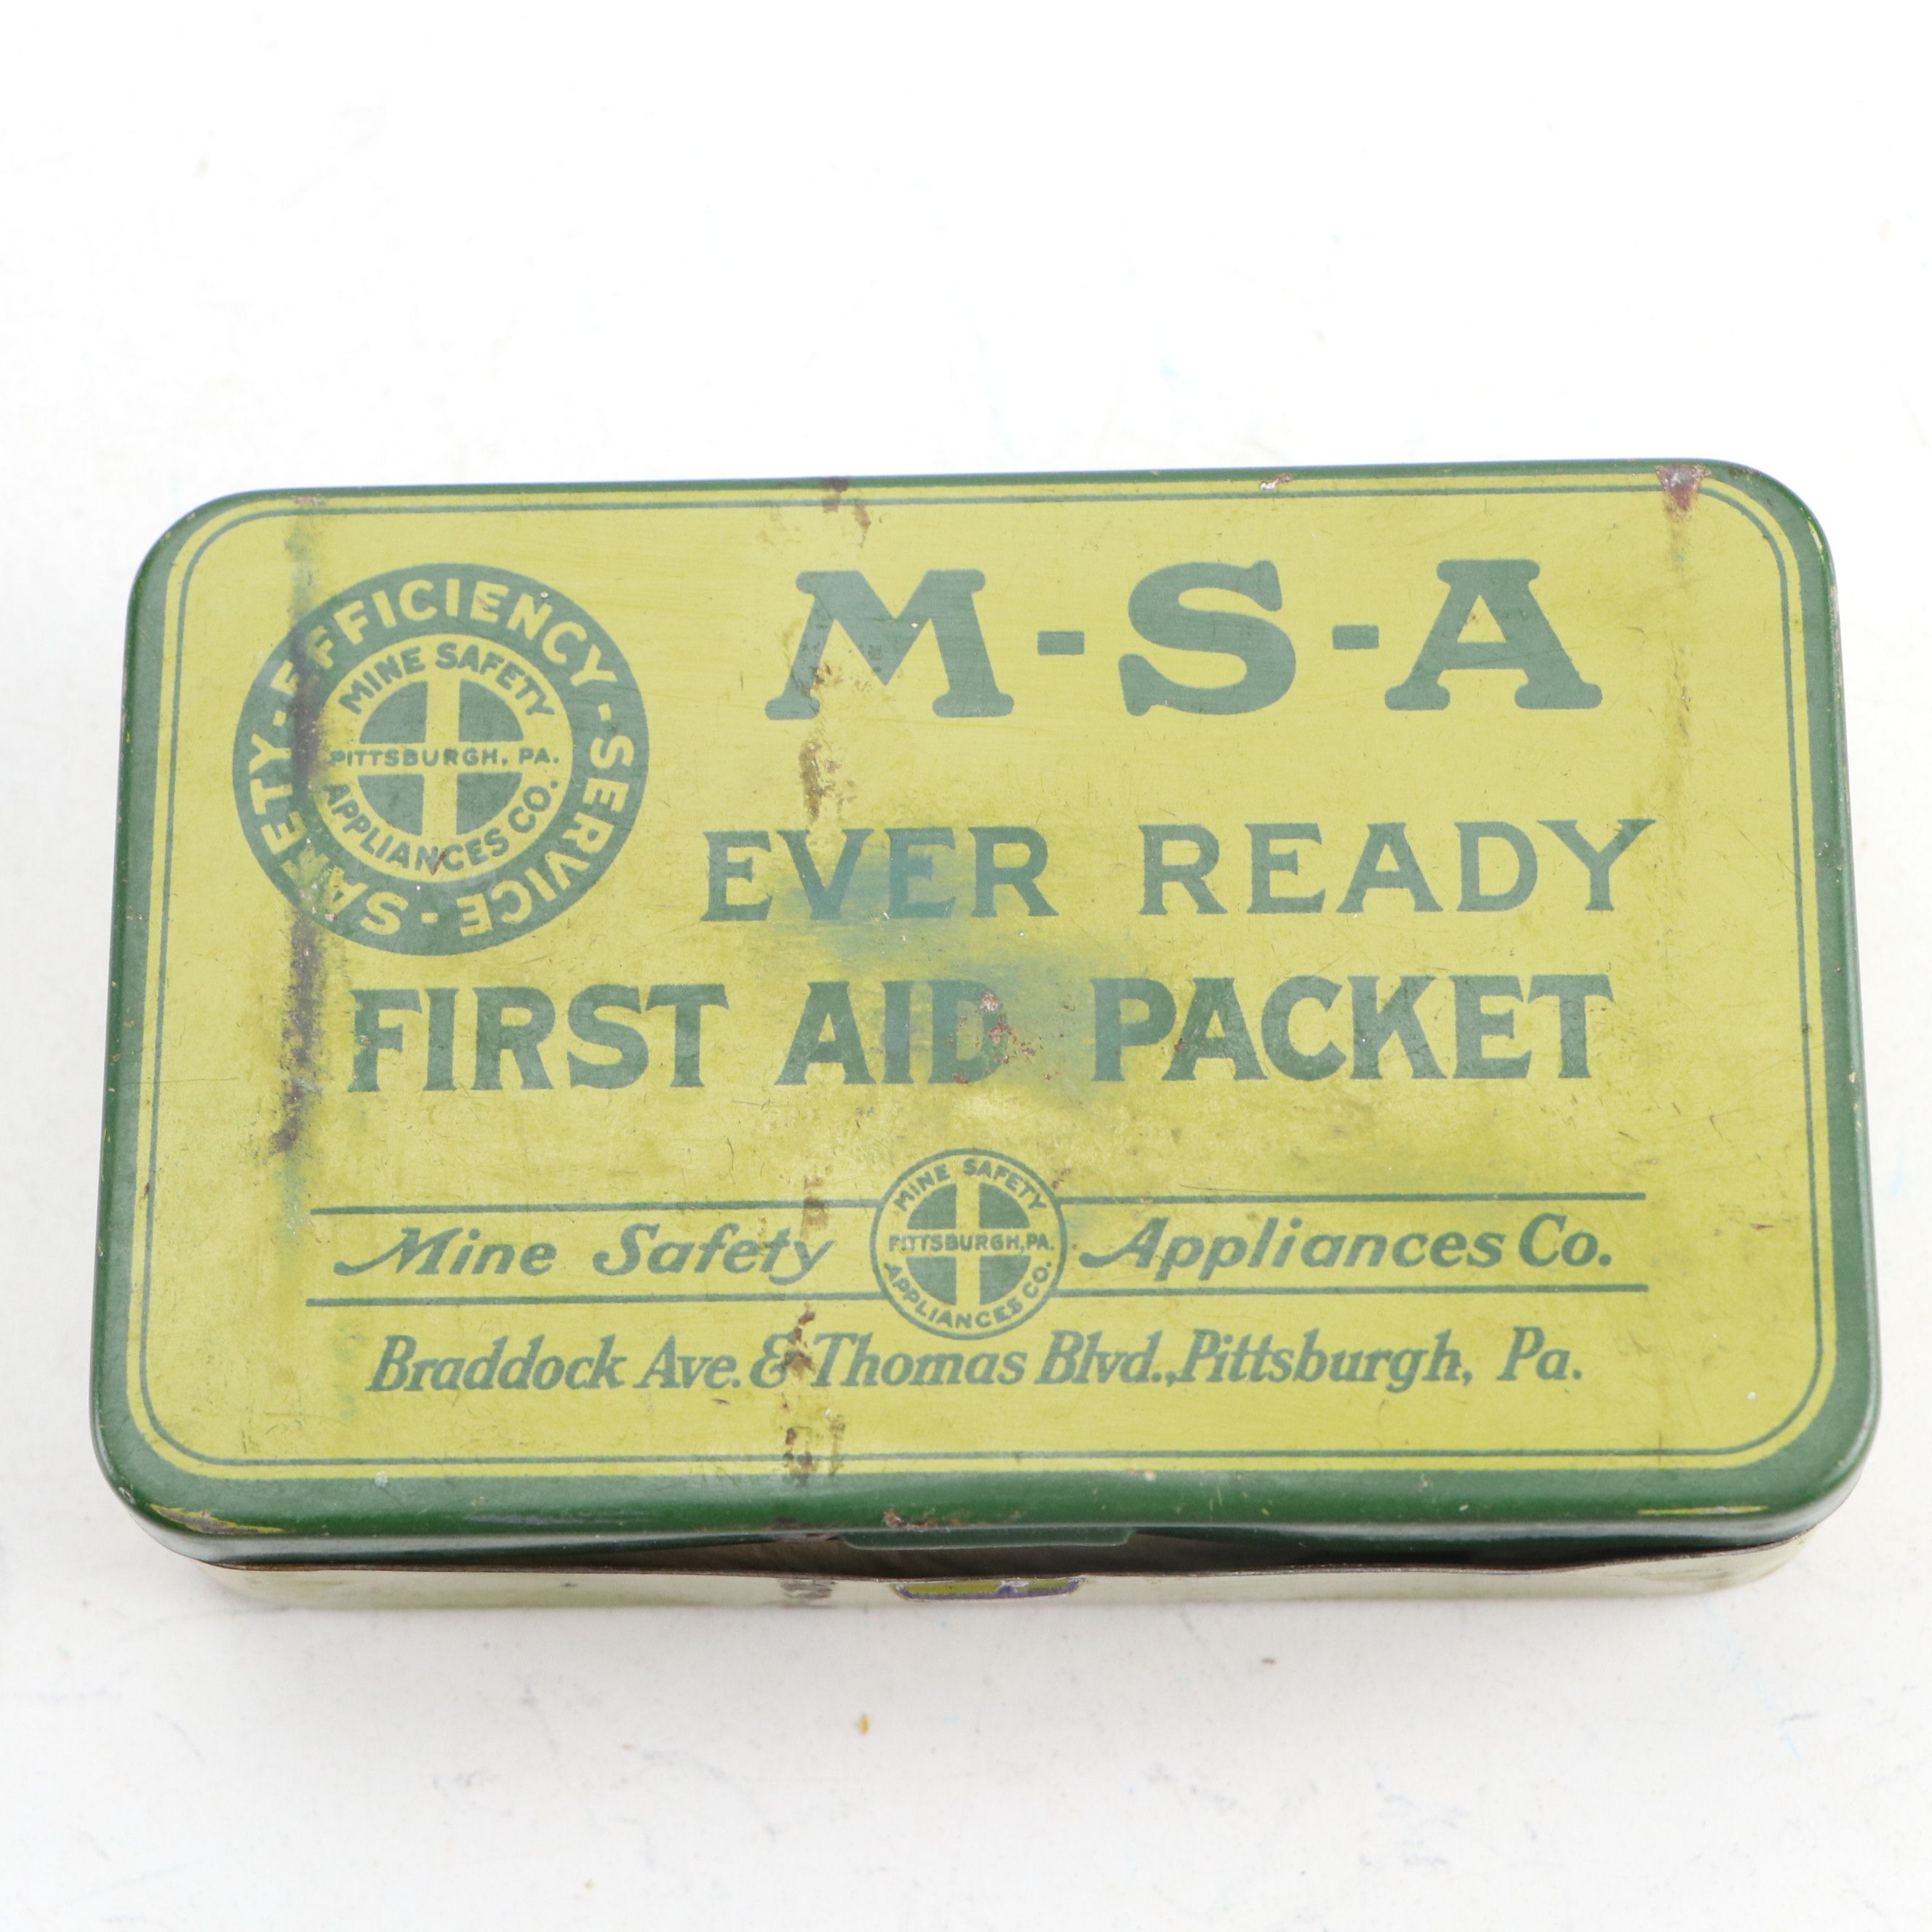 M-S-A
SAFETY-EFFICIENCY-SERVICE-
MINE SAFETY
PITTSBURGH, PA.
APPLIANCES CO.
EVER READY
FIRST AID PACKET
Mine Safety Appliances Co.
MINE SAFETY
PITTSBURGH, PA.
APPLIANCES CO.
Braddock Ave. & Thomas Blvd., Pittsburgh, Pa.